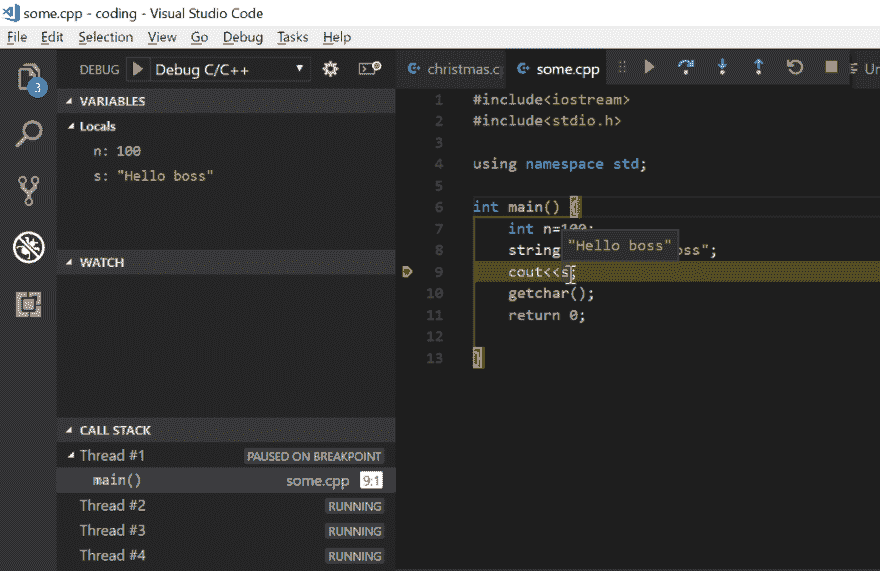 some.cpp - coding - Visual Studio Code
File Edit Selection View Go Debug Tasks Help
3
DEBUG Debug C/C++
VARIABLES
Locals
n: 100
s: "Hello boss"
WATCH
CALL STACK
Thread #1 PAUSED ON BREAKPOINT
main() some.cpp 9:1
Thread #2 RUNNING
Thread #3 RUNNING
Thread #4 RUNNING
christmas.c some.cpp
1 #include<iostream>
2 #include<stdio.h>
3
4 using namespace std;
5
6 int main() {
7 int n=100;
8 string "Hello boss" oss";
9 cout<<s;
10 getchar();
11 return 0;
12
13 }